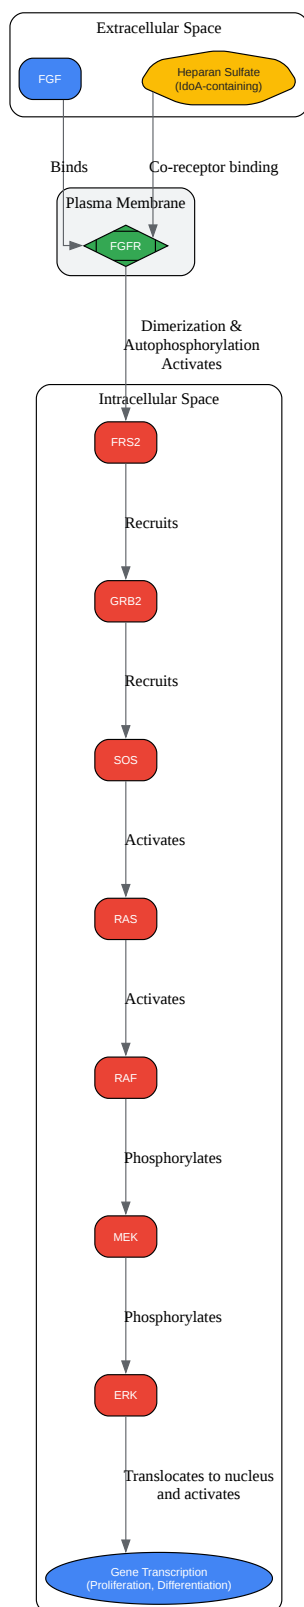 Extracellular Space
FGF
Heparan Sulfate
(IdoA-containing)
Binds
Co-receptor binding
Plasma Membrane
FGFR
Dimerization &
Autophosphorylation
Activates
Intracellular Space
FRS2
Recruits
GRB2
Recruits
SOS
Activates
RAS
Activates
RAF
Phosphorylates
MEK
Phosphorylates
ERK
Translocates to nucleus
and activates
Gene Transcription
(Proliferation, Differentiation)